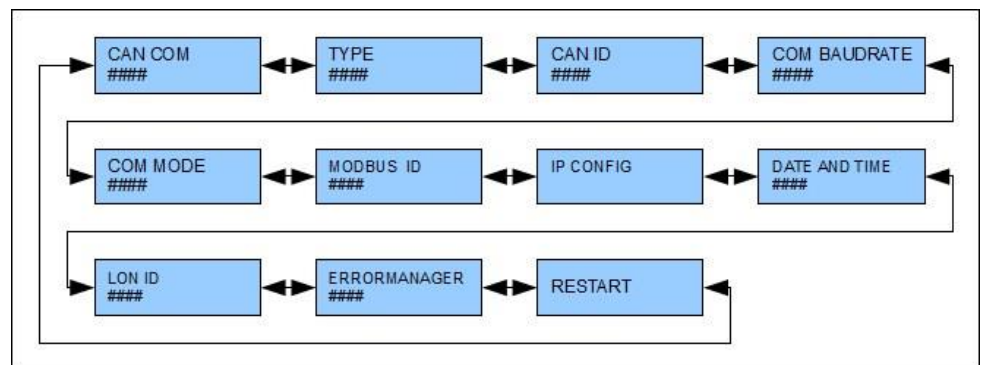 CAN COM
####
TYPE
####
CAN ID
####
COM BAUDRATE
####
COM MODE
####
MODBUS ID
####
IP CONFIG
DATE AND TIME
####
LON ID
####
ERRORMANAGER
####
RESTART